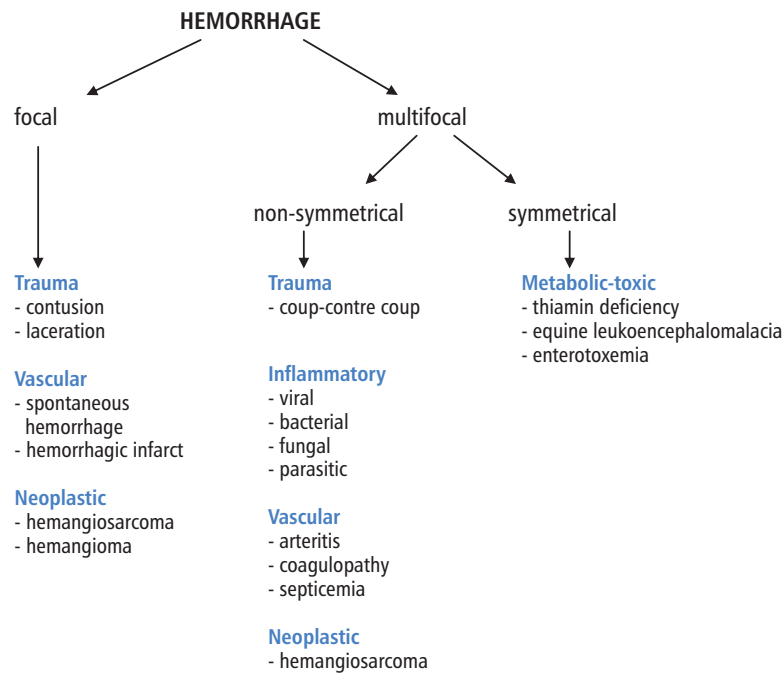 HEMORRHAGE
focal
multifocal
non-symmetrical
symmetrical
Trauma
- contusion
- laceration
Vascular
- spontaneous
hemorrhage
- hemorrhagic infarct
Neoplastic
- hemangiosarcoma
- hemangioma
Trauma
- coup-contre coup
Inflammatory
- viral
- bacterial
- fungal
- parasitic
Vascular
- arteritis
- coagulopathy
- septicemia
Neoplastic
- hemangiosarcoma
Metabolic-toxic
- thiamin deficiency
- equine leukoencephalomalacia
- enterotoxemia